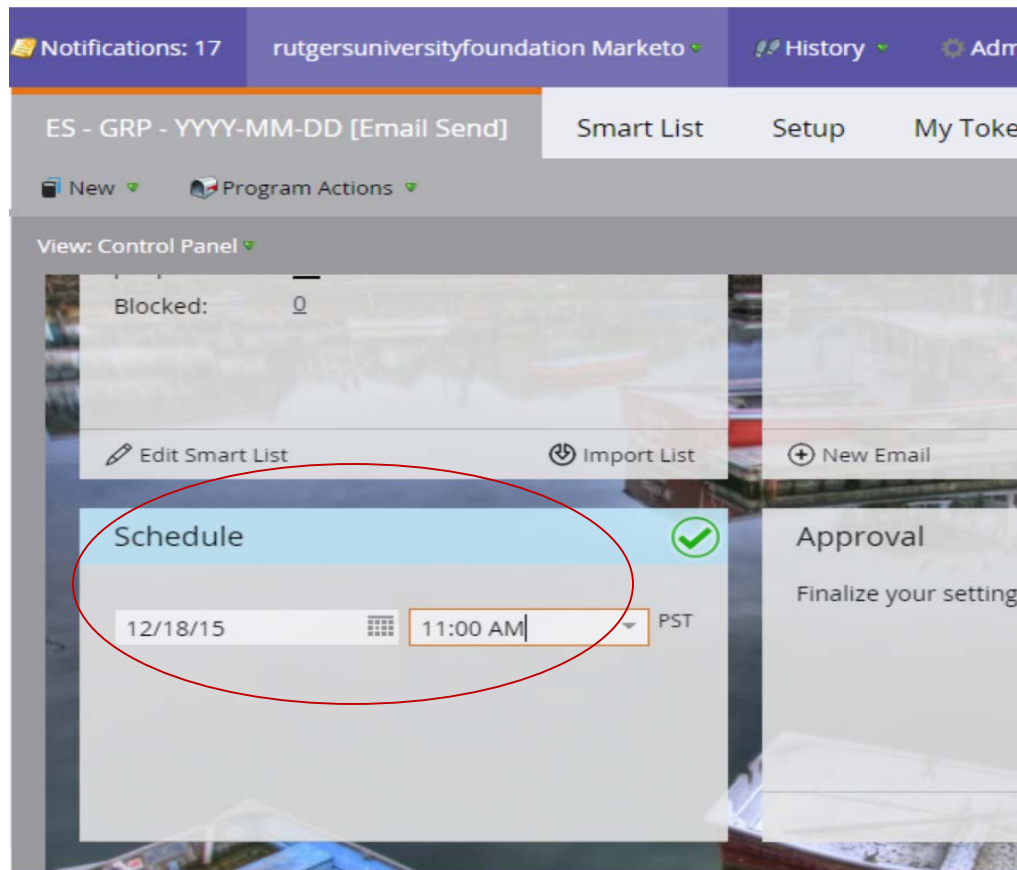 Notifications: 17 rutgersuniversityfoundation Marketo History
ES - GRP - YYYY-MM-DD [Email Send] Smart List Setup My
New Program Actions
View: Control Panel
Blocked: 0
Edit Smart List Import List New Email
Schedule Approval
Finalize your setting
12/18/15 11:00 AM PST